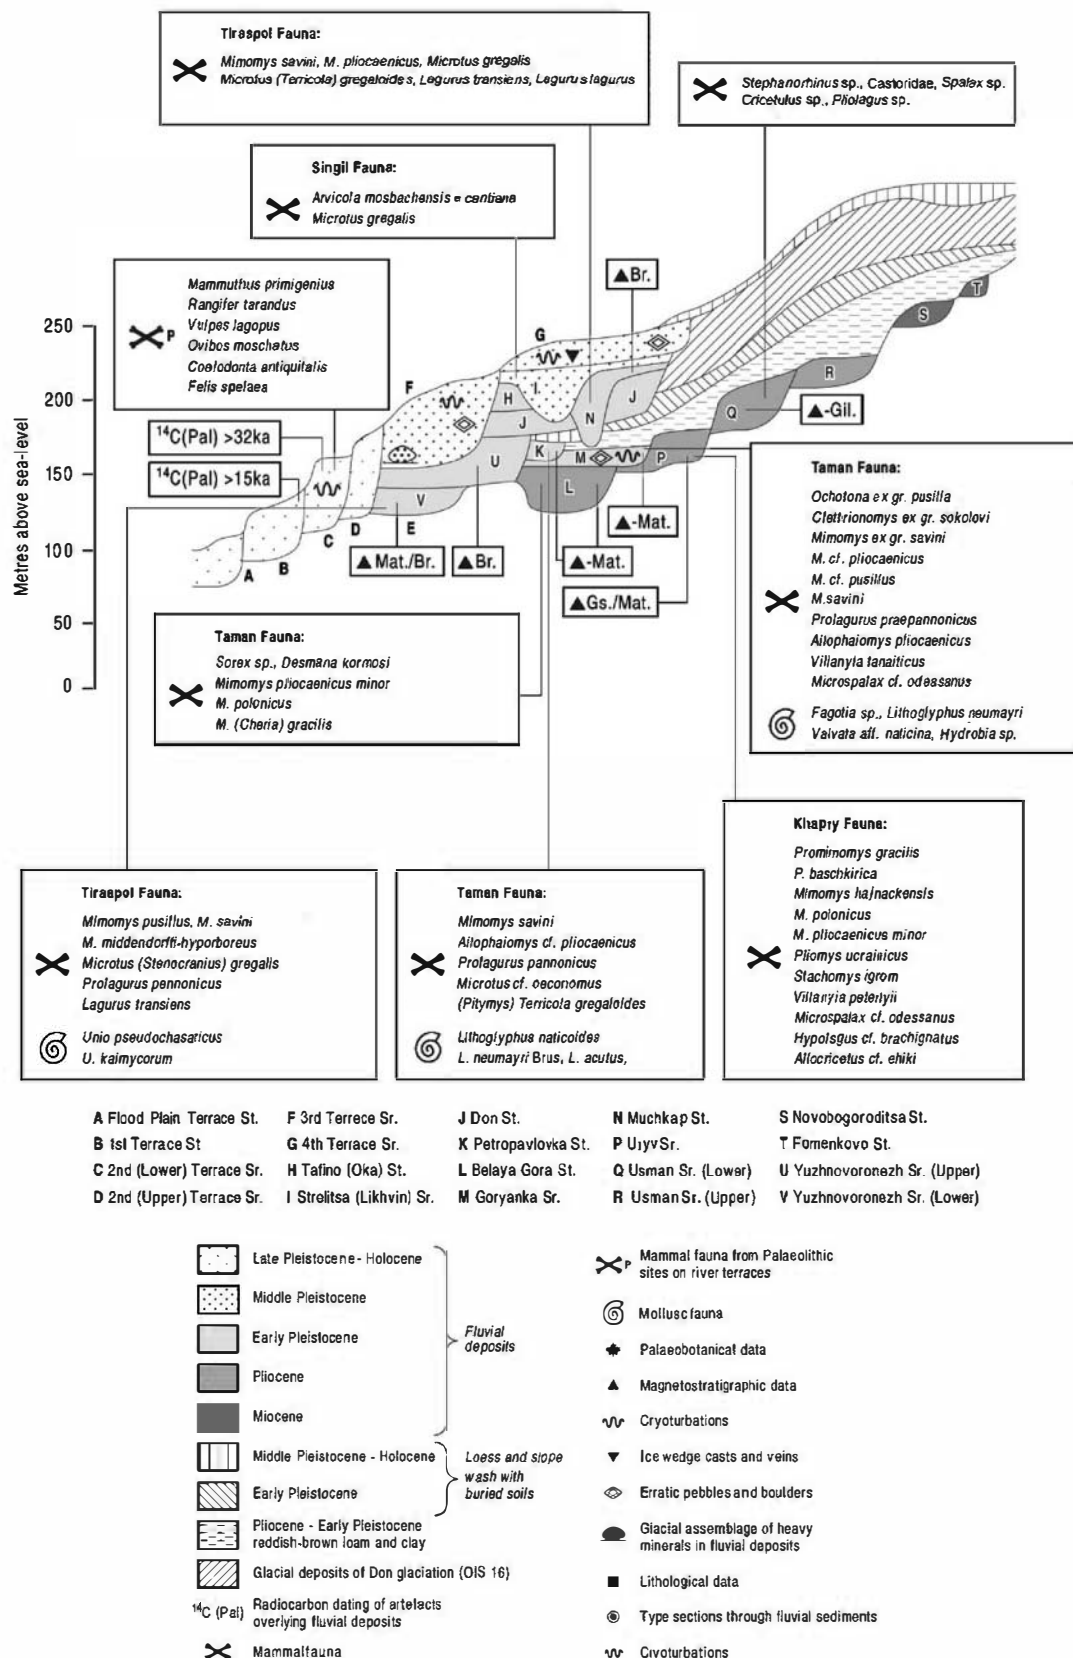 Tiraspol Fauna:
Mimomys savini, M. pliocaenicus, Microtus gregalis
Microtus (Terricola) gregaloides, Lagurus transiens, Lagurus lagurus
Stephanorhinus sp., Castoridae, Spalax sp.
Cricetulus sp., Pliolagus sp.
Singil Fauna:
Arvicola mosbachensis = cantiana
Microtus gregalis
Mammuthus primigenius
Rangifer tarandus
Vulpes lagopus
Ovibos moschatus
Coelodonta antiquitalis
Felis spelaea
P
▲Br.
Metres above sea-level
250
200
150
100
50
0
¹⁴C(Pal) >32ka
¹⁴C(Pal) >15ka
A
B
C
D
E
F
G
H
I
J
J
K
L
M
N
P
Q
R
S
T
U
V
▲-Gil.
▲-Mat.
▲Mat./Br.
▲Br.
▲-Mat.
▲Gs./Mat.
Taman Fauna:
Ochotona ex gr. pusilla
Clettrionomys ex gr. sokolovi
Mimomys ex gr. savini
M. cf. pliocaenicus
M. cf. pusillus
M.savini
Prolagurus praepannonicus
Allophaiomys pliocaenicus
Villanyla tanaiticus
Microspalax cf. odessanus
Fagotia sp., Lithoglyphus neumayri
Valvata aff. naticina, Hydrobia sp.
Taman Fauna:
Sorex sp., Desmana kormosi
Mimomys pliocaenicus minor
M. polonicus
M. (Cheria) gracilis
Khapry Fauna:
Promimomys gracilis
P. baschkirica
Mimomys hajnackensis
M. polonicus
M. pliocaenicus minor
Pliomys ucrainicus
Stachomys igrom
Villanyia peterlyii
Microspalax cf. odessanus
Hypolagus cf. brachignatus
Allocricetus cf. ehiki
Tiraspol Fauna:
Mimomys pusillus, M. savini
M. middendorffi-hyporboreus
Microtus (Stenocranius) gregalis
Prolagurus pennonicus
Lagurus transiens
Unio pseudochasaricus
U. kalmycorum
Taman Fauna:
Mimomys savini
Allophaiomys cf. pliocaenicus
Prolagurus pannonicus
Microtus cf. oeconomus
(Pitymys) Terricola gregaloides
Lithoglyphus naticoides
L. neumayri Brus, L. acutus,
A Flood Plain Terrace St.
B 1st Terrace St
C 2nd (Lower) Terrace Sr.
D 2nd (Upper) Terrace Sr.
F 3rd Terrece Sr.
G 4th Terrace Sr.
H Tafino (Oka) St.
I Strelitsa (Likhvin) Sr.
J Don St.
K Petropavlovka St.
L Belaya Gora St.
M Goryanka Sr.
N Muchkap St.
P Uryv Sr.
Q Usman Sr. (Lower)
R Usman Sr. (Upper)
S Novobogoroditsa St.
T Fomenkovo St.
U Yuzhnovoronezh Sr. (Upper)
V Yuzhnovoronezh Sr. (Lower)
Late Pleistocene - Holocene
Middle Pleistocene
Early Pleistocene
Pliocene
Miocene
Fluvial
deposits
Middle Pleistocene - Holocene
Early Pleistocene
Loess and slope
wash with
buried soils
Pliocene - Early Pleistocene
reddish-brown loam and clay
Glacial deposits of Don glaciation (OIS 16)
¹⁴C (Pal) Radiocarbon dating of artefacts
overlying fluvial deposits
Mammal fauna
P Mammal fauna from Palaeolithic
sites on river terraces
Mollusc fauna
Palaeobotanical data
Magnetostratigraphic data
Cryoturbations
Ice wedge casts and veins
Erratic pebbles and boulders
Glacial assemblage of heavy
minerals in fluvial deposits
Lithological data
Type sections through fluvial sediments
Cryoturbations